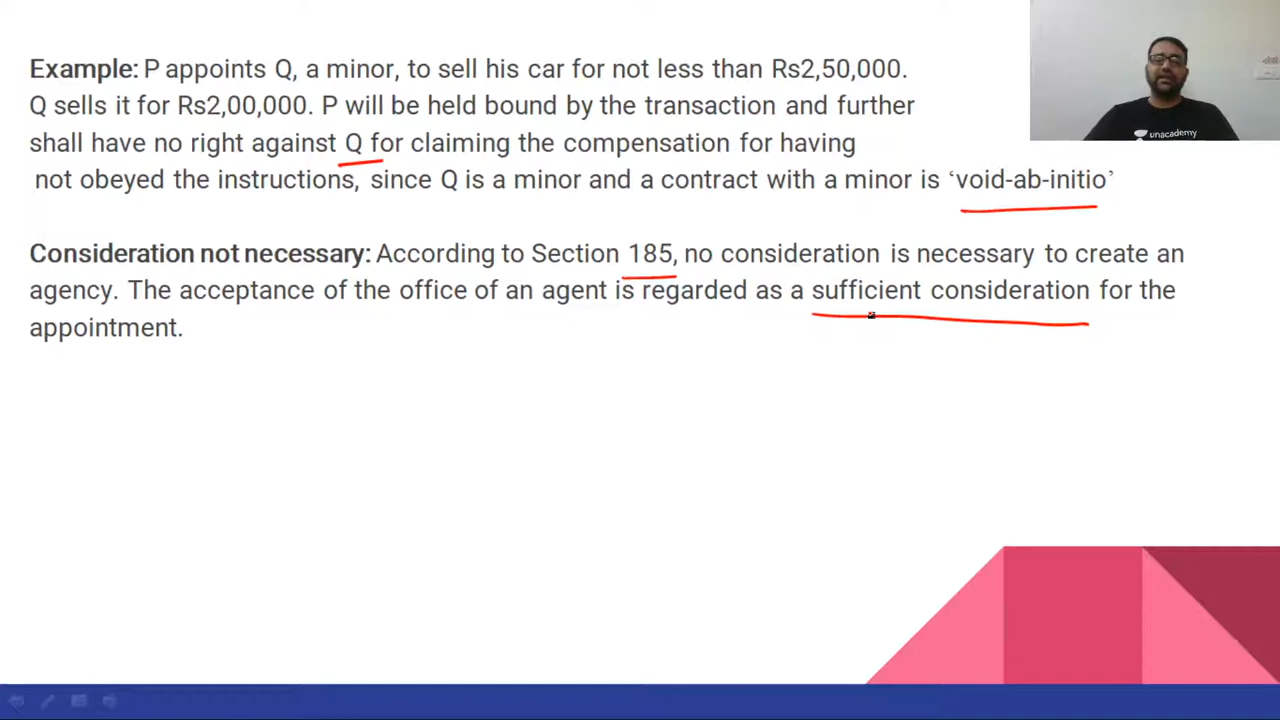 Example: P appoints Q, a minor, to sell his car for not less than Rs2,50,000.
Q sells it for Rs2,00,000. P will be held bound by the transaction and further
shall have no right against Q for claiming the compensation for having
not obeyed the instructions, since Q is a minor and a contract with a minor is ‘void-ab-initio’
Consideration not necessary: According to Section 185, no consideration is necessary to create an
agency. The acceptance of the office of an agent is regarded as a sufficient consideration for the
appointment.
unacademy